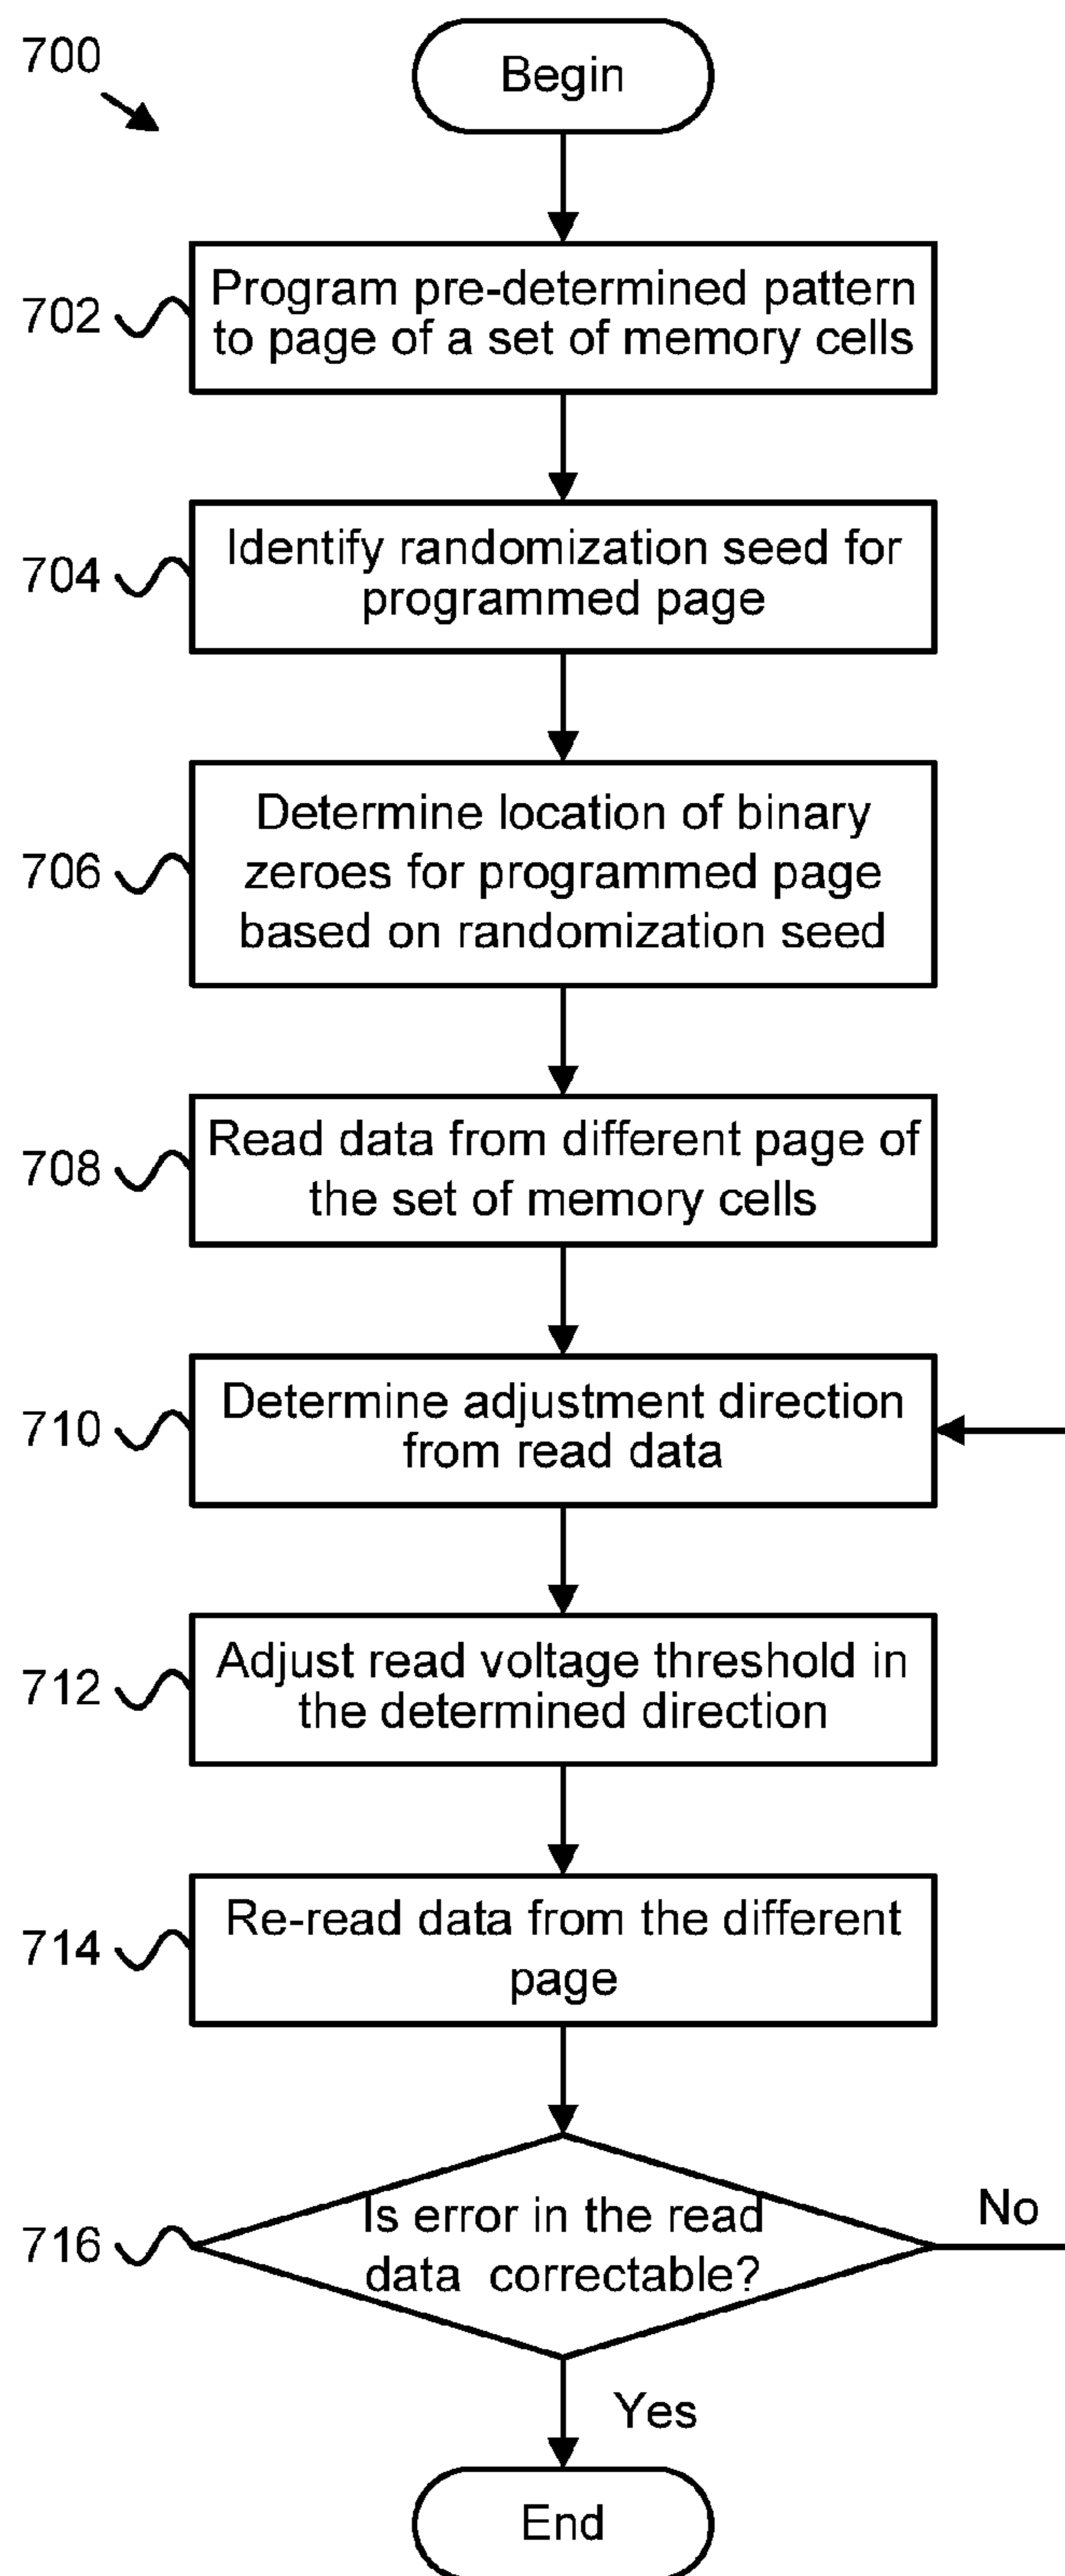 700
Begin
702
Program pre-determined pattern
to page of a set of memory cells
704
Identify randomization seed for
programmed page
706
Determine location of binary
zeroes for programmed page
based on randomization seed
708
Read data from different page of
the set of memory cells
710
Determine adjustment direction
from read data
712
Adjust read voltage threshold in
the determined direction
714
Re-read data from the different
page
716
Is error in the read
data correctable?
No
Yes
End